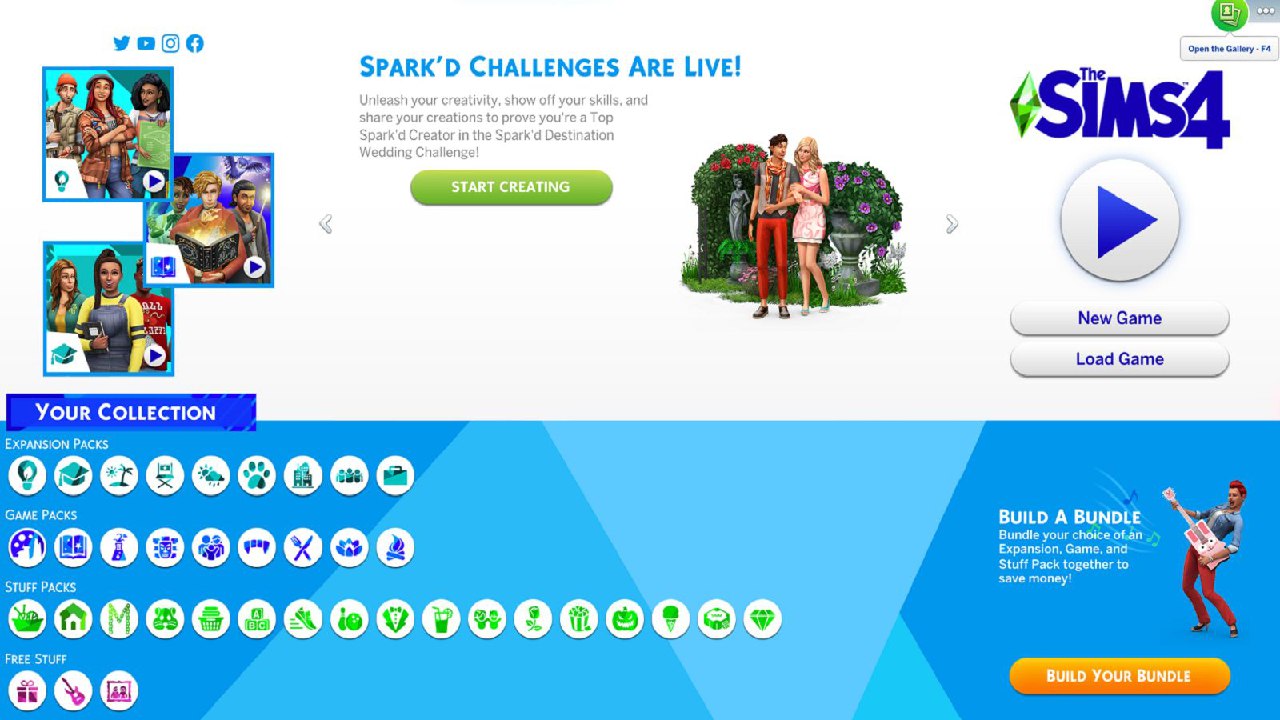 SPARK'D CHALLENGES ARE LIVE!
Unleash your creativity, show off your skills, and
share your creations to prove you're a Top
Spark'd Creator in the Spark'd Destination
Wedding Challenge!
START CREATING
Open the Gallery - F4
The
SIMS4
New Game
Load Game
YOUR COLLECTION
EXPANSION PACKS
GAME PACKS
STUFF PACKS
FREE STUFF
BUILD A BUNDLE
Bundle your choice of an
Expansion, Game, and
Stuff Pack together to
save money!
BUILD YOUR BUNDLE